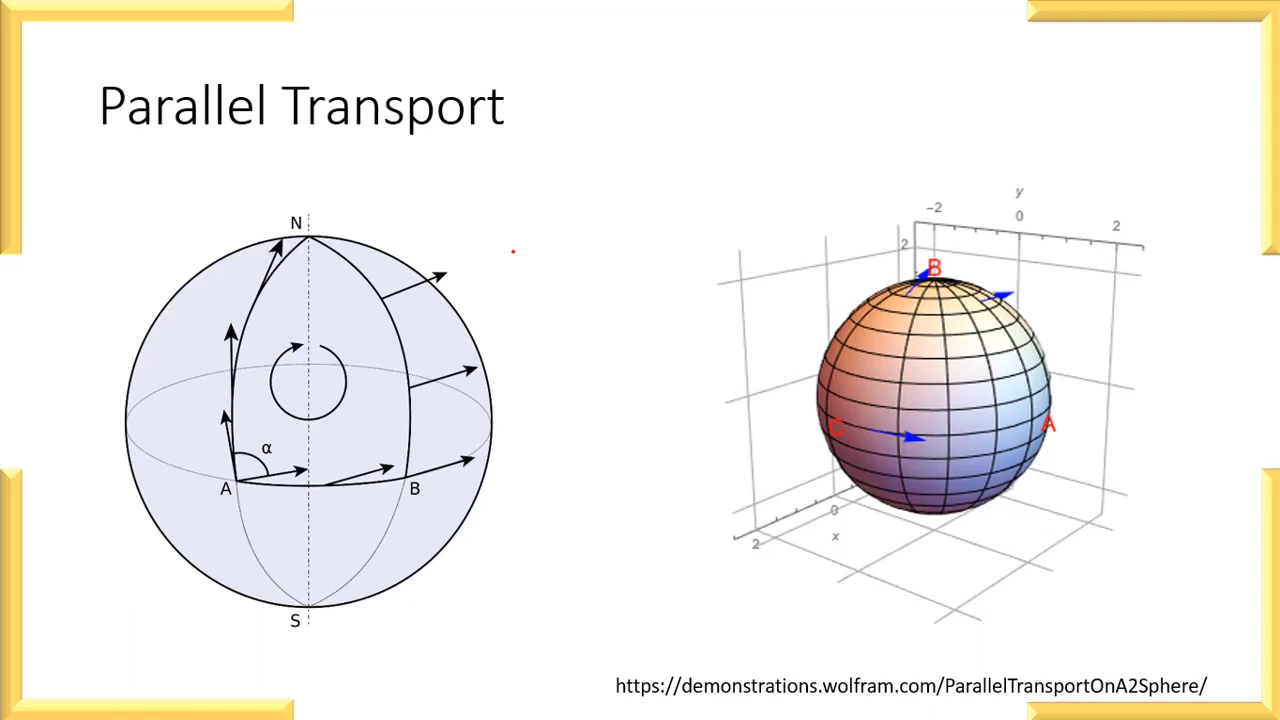 Parallel Transport
N
α
A
B
S
y
−2
0
2
2
B
C
A
0
x
2
https://demonstrations.wolfram.com/ParallelTransportOnA2Sphere/